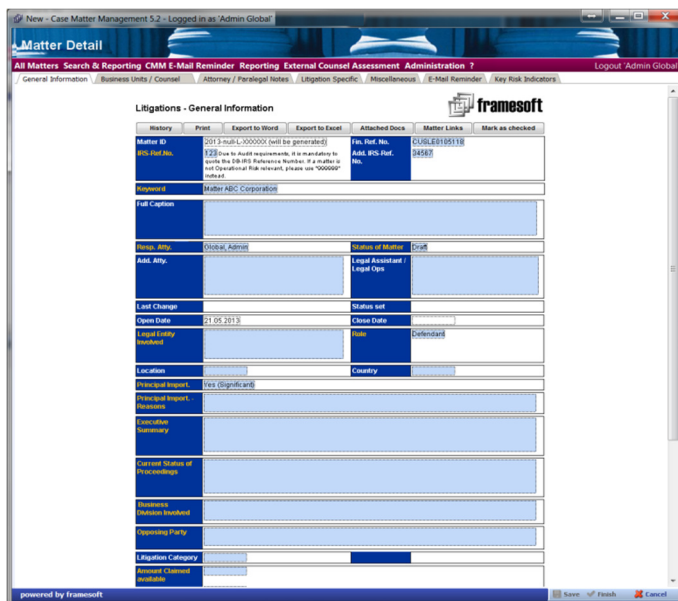 New - Case Matter Management 5.2 - Logged in as 'Admin Global'
Matter Detail
All Matters Search & Reporting CMM E-Mail Reminder Reporting External Counsel Assessment Administration ? Logout 'Admin Global'
General Information Business Units / Counsel Attorney / Paralegal Notes Litigation Specific Miscellaneous E-Mail Reminder Key Risk Indicators
Litigations - General Information framesoft
History Print Export to Word Export to Excel Attached Docs Matter Links Mark as checked
Matter ID 2013-null-L-XXXXXX (will be generated) Fin. Ref. No. CUSLE0105118
IRS-Ref.No. 123 Due to Audit requirements, it is mandatory to Add. IRS-Ref. 34567
quote the DB-IRS Reference Number. If a matter is No.
not Operational Risk relevant, please use "999999"
instead.
Keyword Matter ABC Corporation
Full Caption
Resp. Atty. Global, Admin Status of Matter Draft
Add. Atty. Legal Assistant /
Legal Ops
Last Change Status set
Open Date 21.05.2013 Close Date
Legal Entity Role Defendant
Involved
Location Country
Principal Import. Yes (Significant)
Principal Import. -
Reasons
Executive
Summary
Current Status of
Proceedings
Business
Division Involved
Opposing Party
Litigation Category
Amount Claimed
available
powered by framesoft Save Finish Cancel